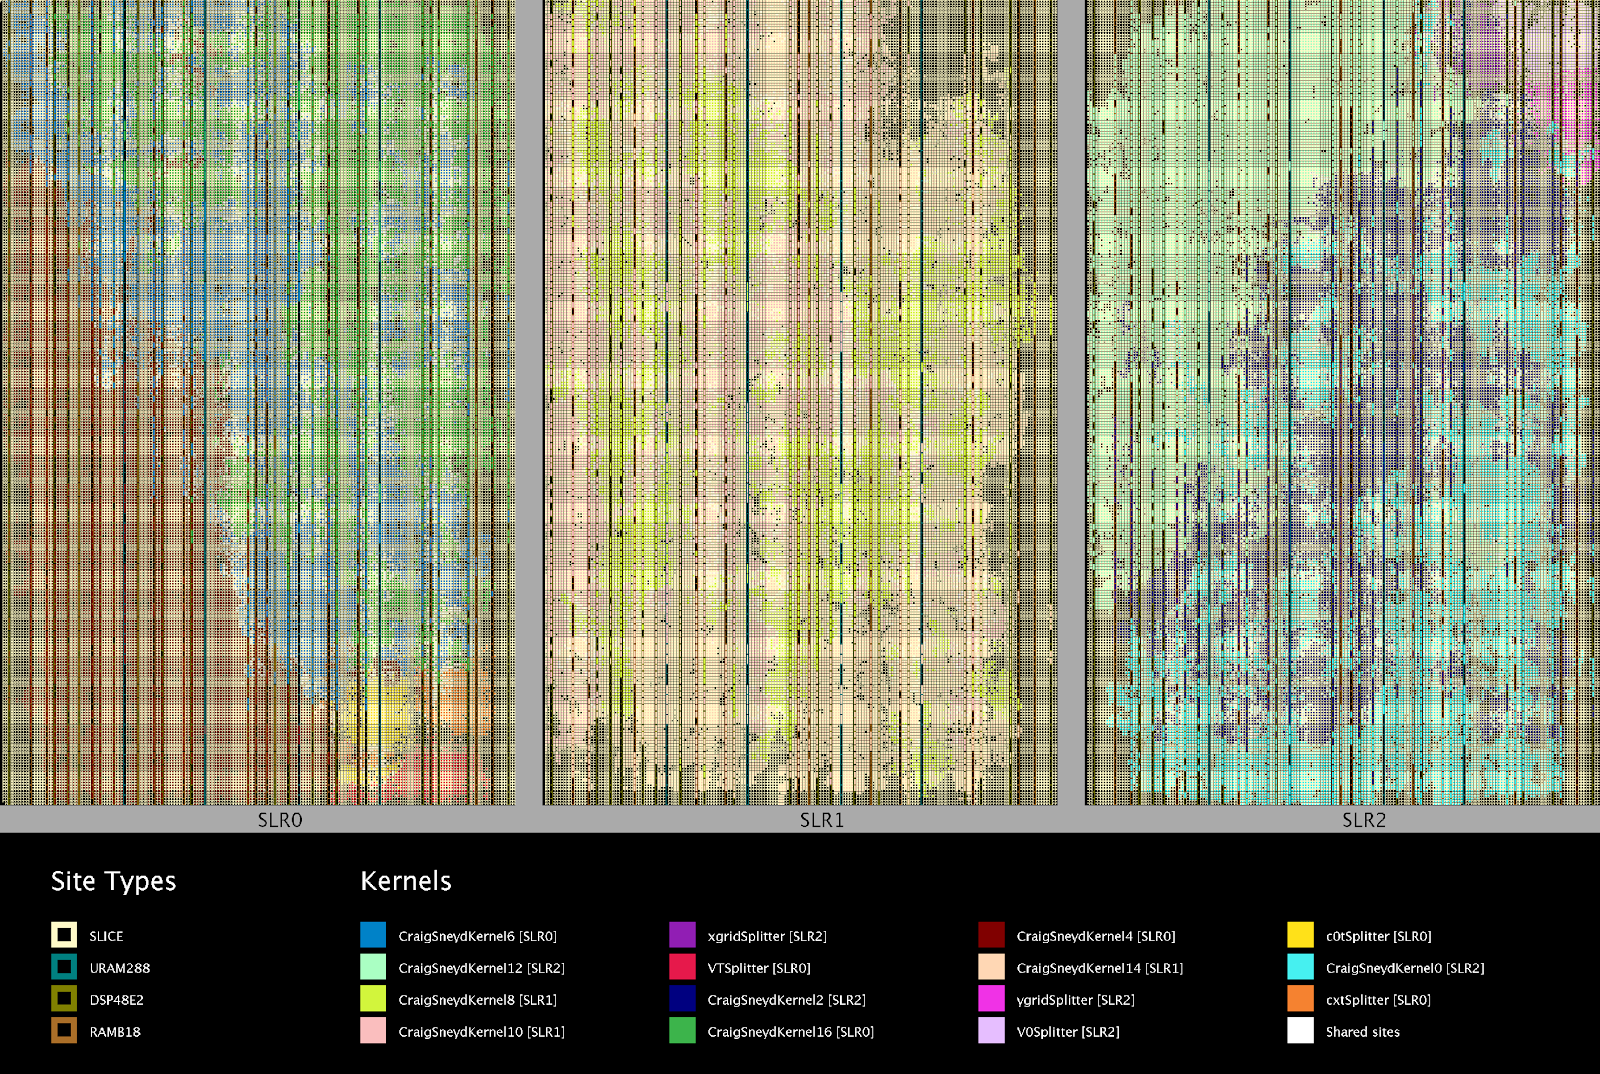 SLR0 SLR1 SLR2
Site Types Kernels
SLICE CraigSneydKernel6 [SLR0] xgridSplitter [SLR2] CraigSneydKernel4 [SLR0] c0tSplitter [SLR0]
URAM288 CraigSneydKernel12 [SLR2] VTSplitter [SLR0] CraigSneydKernel14 [SLR1] CraigSneydKernel0 [SLR2]
DSP48E2 CraigSneydKernel8 [SLR1] CraigSneydKernel2 [SLR2] ygridSplitter [SLR2] cxtSplitter [SLR0]
RAMB18 CraigSneydKernel10 [SLR1] CraigSneydKernel16 [SLR0] V0Splitter [SLR2] Shared sites